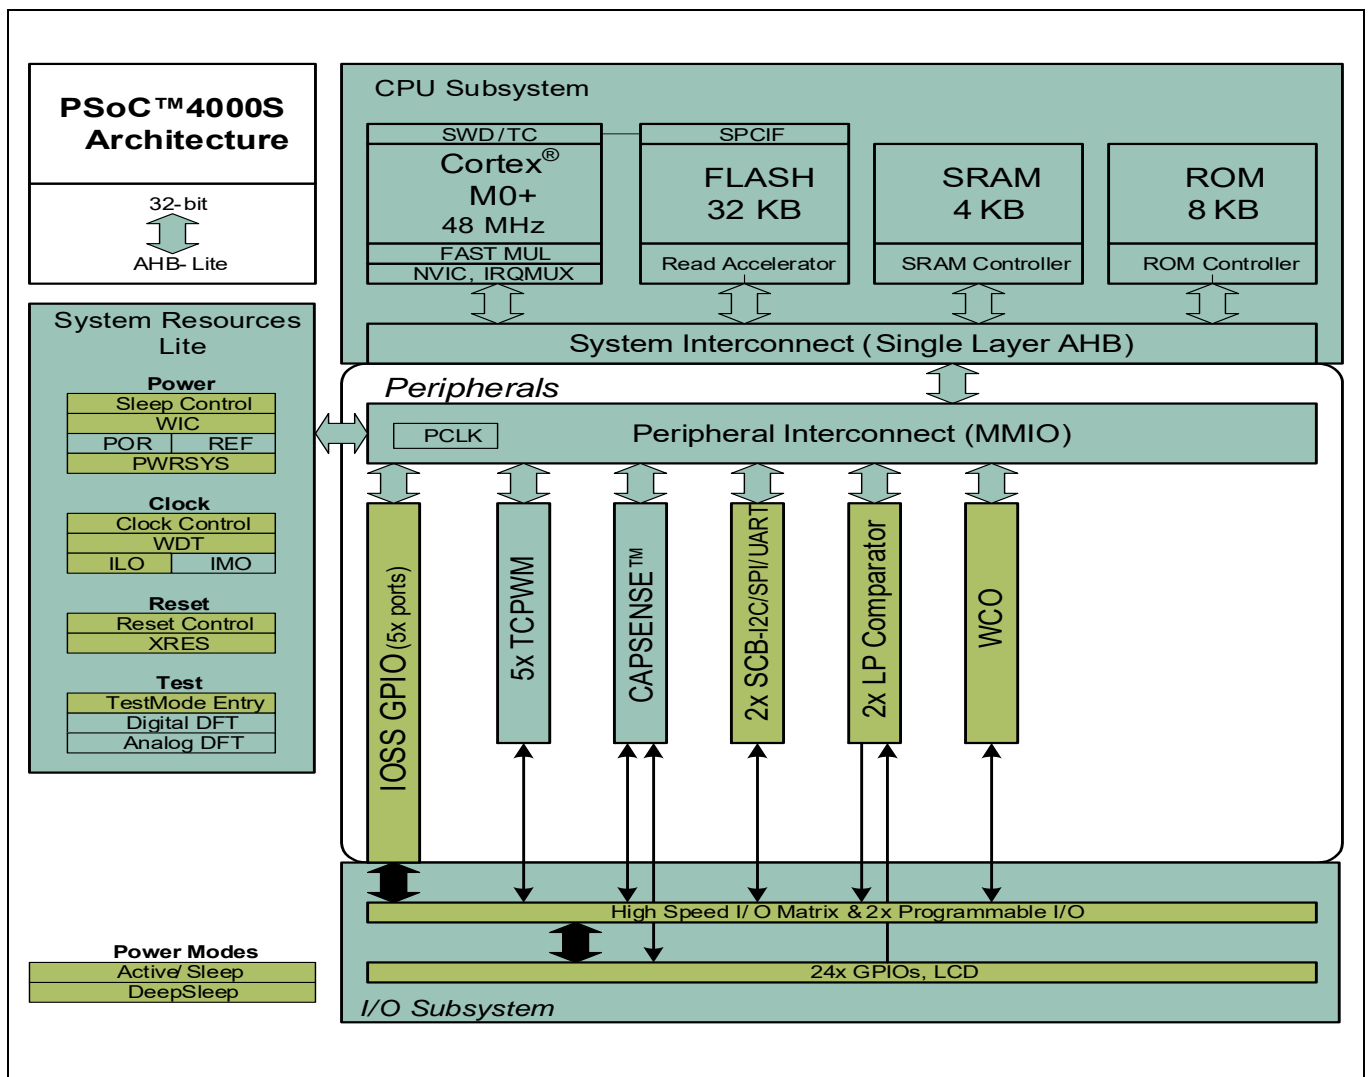 PSoC™4000S
Architecture
32-bit
AHB- Lite
CPU Subsystem
SWD/TC
Cortex®
M0+
48 MHz
FAST MUL
NVIC, IRQMUX
SPCIF
FLASH
32 KB
Read Accelerator
SRAM
4 KB
SRAM Controller
ROM
8 KB
ROM Controller
System Interconnect (Single Layer AHB)
System Resources
Lite
Power
Sleep Control
WIC
POR REF
PWRSYS
Clock
Clock Control
WDT
ILO IMO
Reset
Reset Control
XRES
Test
TestMode Entry
Digital DFT
Analog DFT
Peripherals
PCLK
Peripheral Interconnect (MMIO)
IOSS GPIO (5x ports)
5x TCPWM
CAPSENSE™
2x SCB-I2C/SPI/UART
2x LP Comparator
WCO
High Speed I/O Matrix & 2x Programmable I/O
24x GPIOs, LCD
I/O Subsystem
Power Modes
Active/ Sleep
DeepSleep